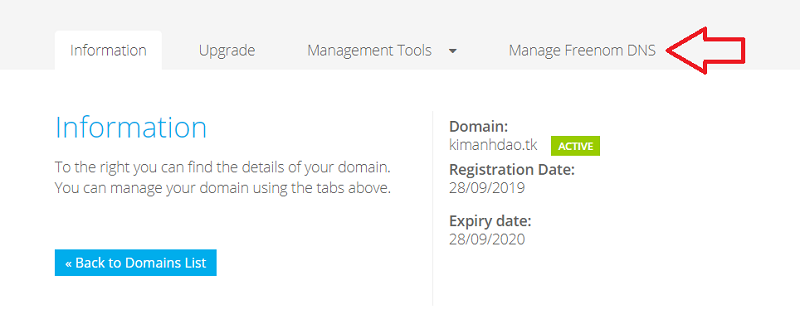 Information Upgrade Management Tools Manage Freenom DNS
Information
To the right you can find the details of your domain.
You can manage your domain using the tabs above.
« Back to Domains List
Domain:
kimanhdao.tk ACTIVE
Registration Date:
28/09/2019
Expiry date:
28/09/2020